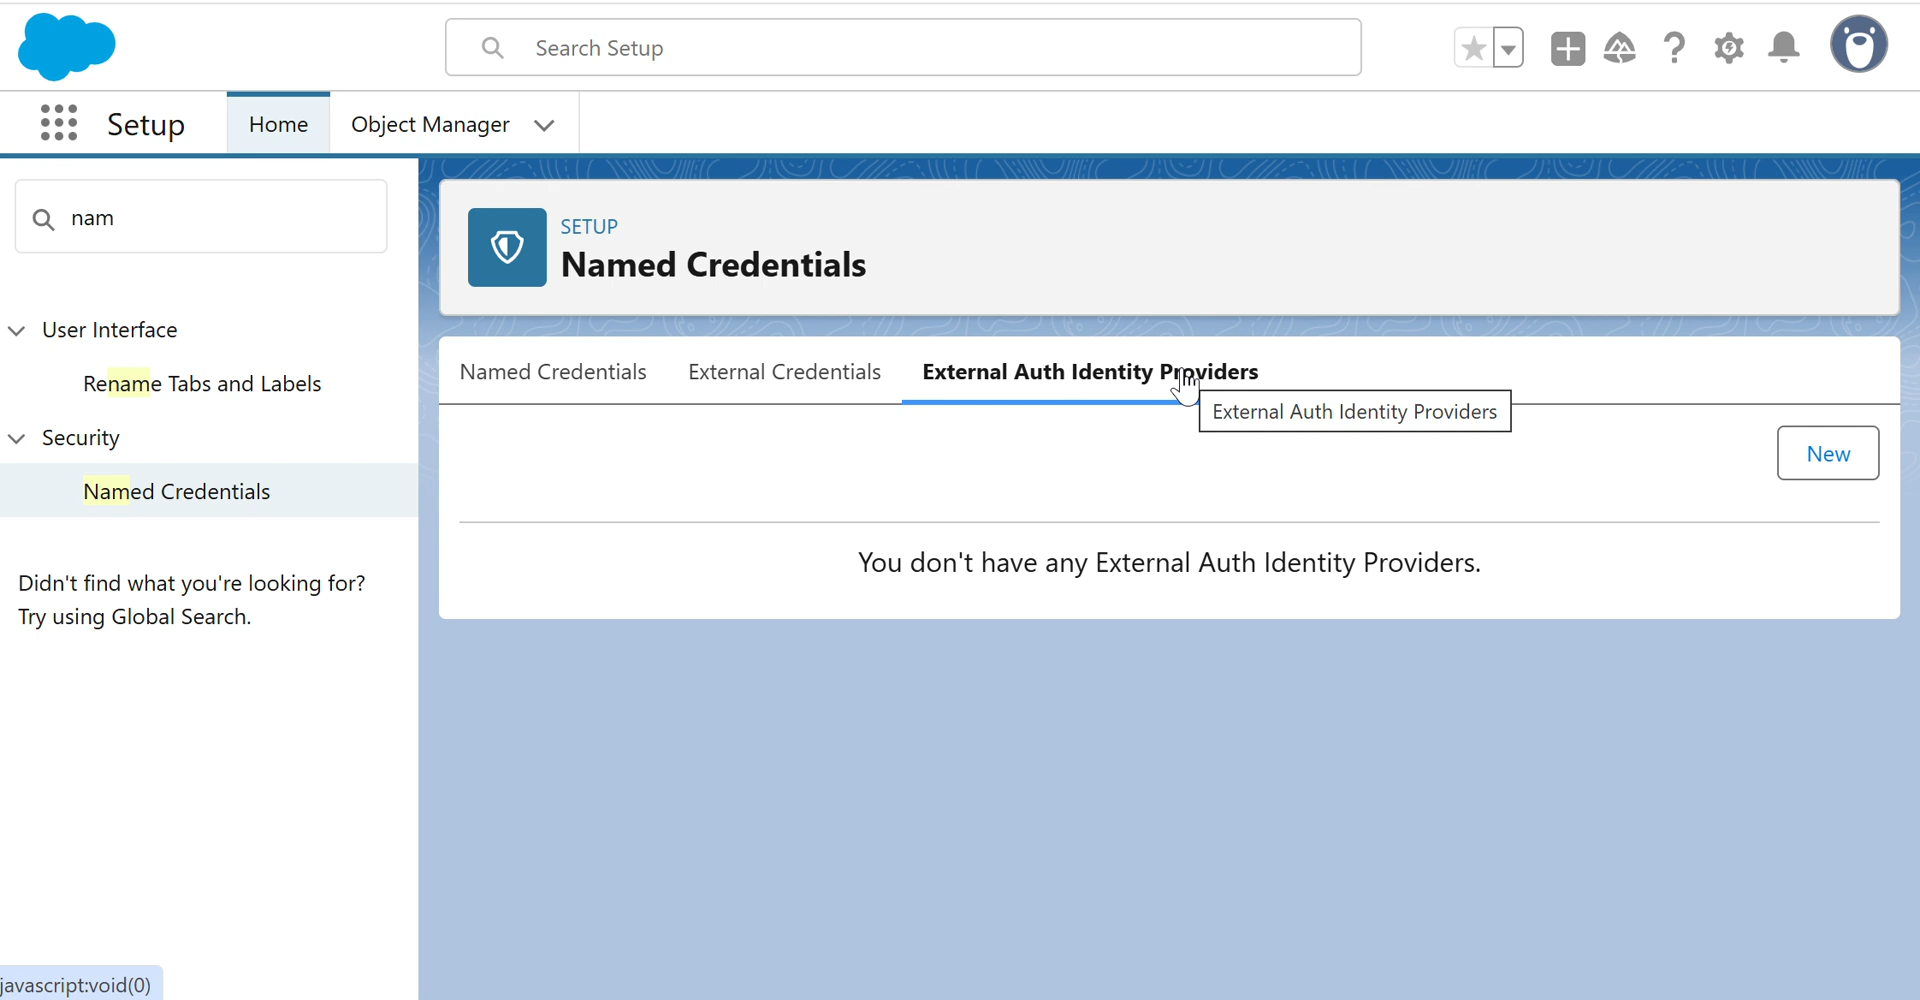 Search Setup
Setup
Home
Object Manager
nam
User Interface
Rename Tabs and Labels
Security
Named Credentials
Didn't find what you're looking for?
Try using Global Search.
SETUP
Named Credentials
Named Credentials
External Credentials
External Auth Identity Providers
External Auth Identity Providers
New
You don't have any External Auth Identity Providers.
javascript:void(0)